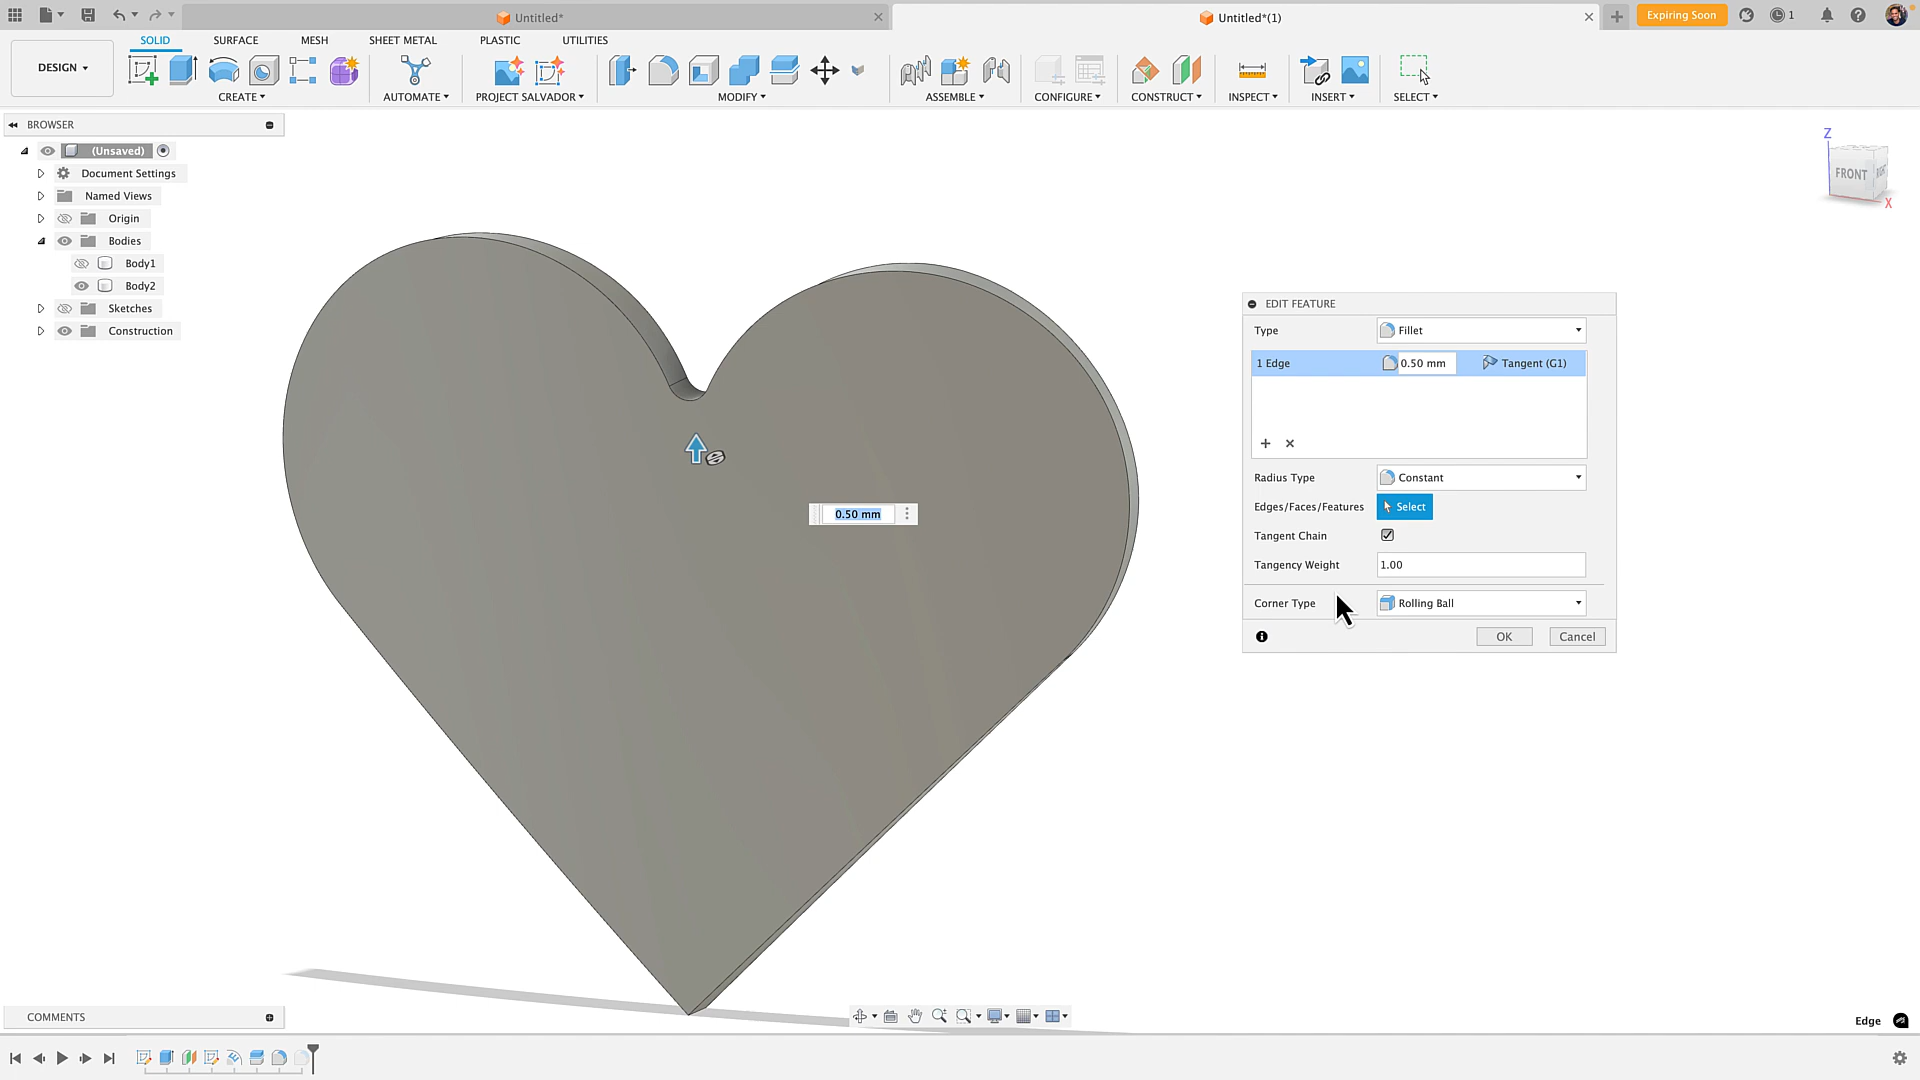 Untitled*
Untitled*(1)
Expiring Soon
1
DESIGN
SOLID
SURFACE
MESH
SHEET METAL
PLASTIC
UTILITIES
CREATE
AUTOMATE
PROJECT SALVADOR
MODIFY
ASSEMBLE
CONFIGURE
CONSTRUCT
INSPECT
INSERT
SELECT
BROWSER
(Unsaved)
Document Settings
Named Views
Origin
Bodies
Body1
Body2
Sketches
Construction
Z
FRONT
X
EDIT FEATURE
Type
Fillet
1 Edge
0.50 mm
Tangent (G1)
Radius Type
Constant
Edges/Faces/Features
Select
Tangent Chain
Tangency Weight
1.00
Corner Type
Rolling Ball
OK
Cancel
0.50 mm
COMMENTS
Edge